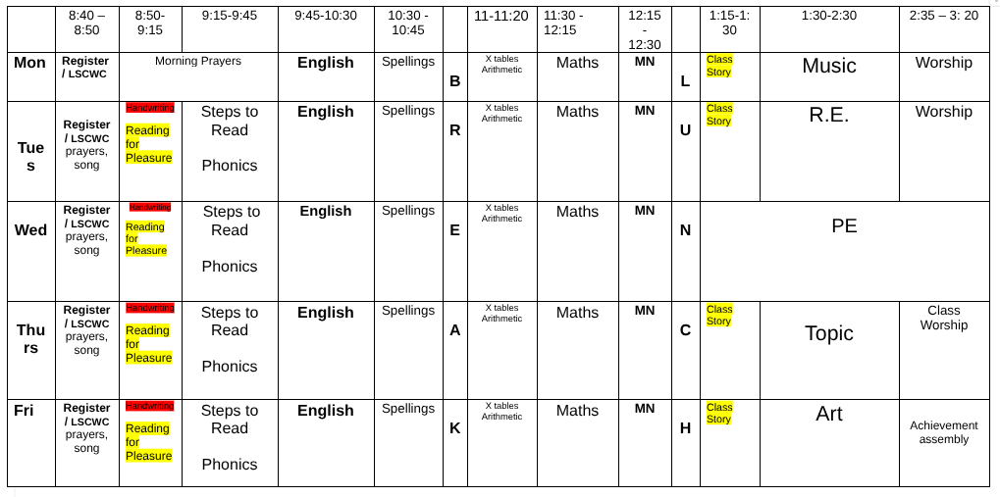 8:40 – 8:50 8:50- 9:15 9:15-9:45 9:45-10:30 10:30 - 10:45 11-11:20 11:30 - 12:15 12:15 - 12:30 1:15-1: 30 1:30-2:30 2:35 – 3: 20
Mon
Register
/ LSCWC
Morning Prayers
English
Spellings
B
X tables
Arithmetic
Maths
MN
L
Class
Story
Music
Worship
Tue
s
Register
/ LSCWC
prayers,
song
Handwriting
Reading
for
Pleasure
Steps to
Read
Phonics
English
Spellings
R
X tables
Arithmetic
Maths
MN
U
Class
Story
R.E.
Worship
Wed
Register
/ LSCWC
prayers,
song
Handwriting
Reading
for
Pleasure
Steps to
Read
Phonics
English
Spellings
E
X tables
Arithmetic
Maths
MN
N
PE
Thu
rs
Register
/ LSCWC
prayers,
song
Handwriting
Reading
for
Pleasure
Steps to
Read
Phonics
English
Spellings
A
X tables
Arithmetic
Maths
MN
C
Class
Story
Topic
Class
Worship
Fri
Register
/ LSCWC
prayers,
song
Handwriting
Reading
for
Pleasure
Steps to
Read
Phonics
English
Spellings
K
X tables
Arithmetic
Maths
MN
H
Class
Story
Art
Achievement
assembly